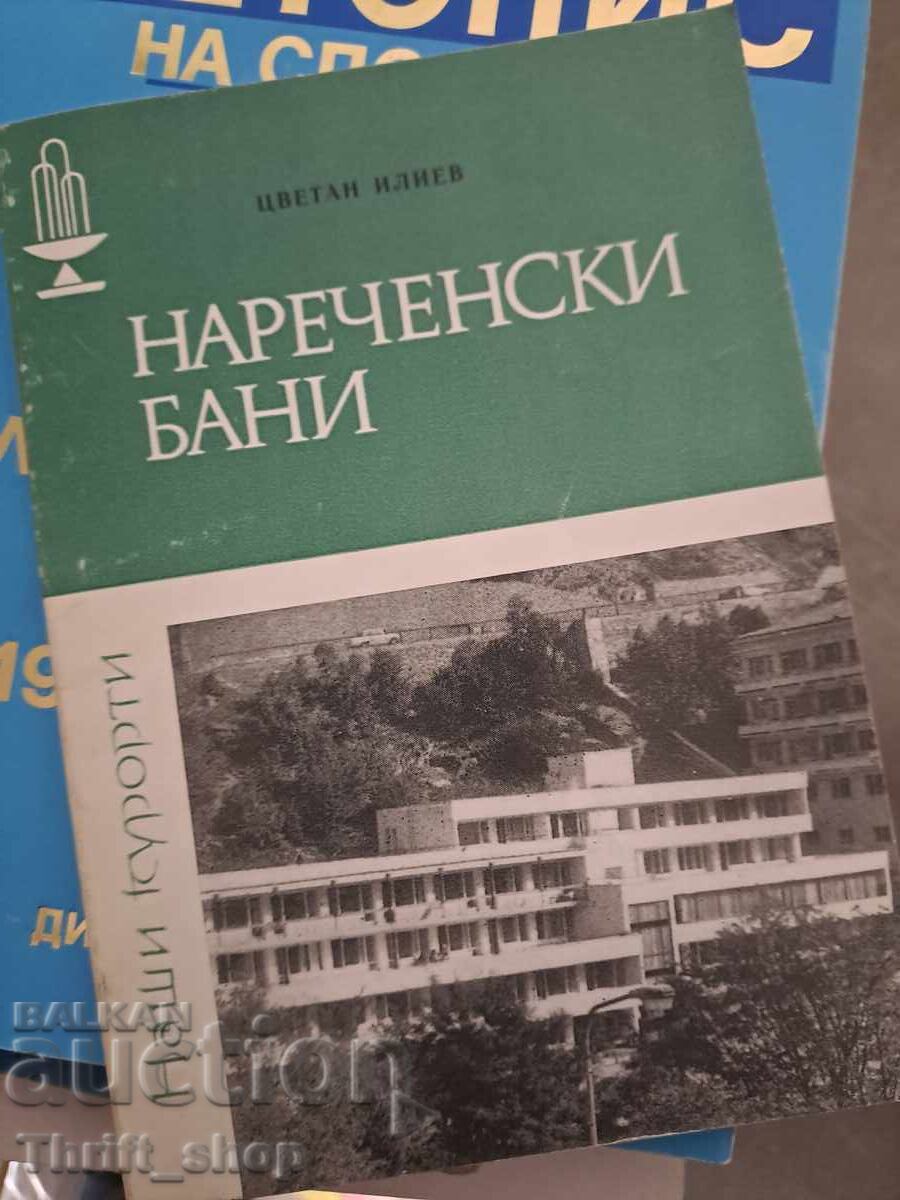 НА СПО
ЦВЕТАН ИЛИЕВ
НАРЕЧЕНСКИ
БАНИ
Наши курорти
BALKAN
auction
Thrift_shop